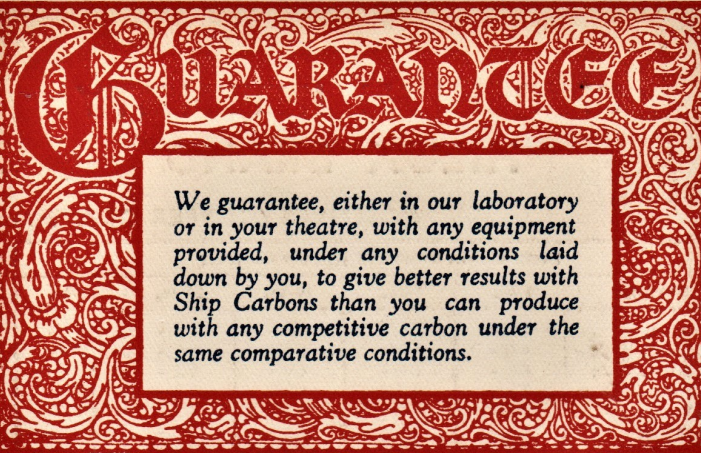 GUARANTEE
We guarantee, either in our laboratory
or in your theatre, with any equipment
provided, under any conditions laid
down by you, to give better results with
Ship Carbons than you can produce
with any competitive carbon under the
same comparative conditions.